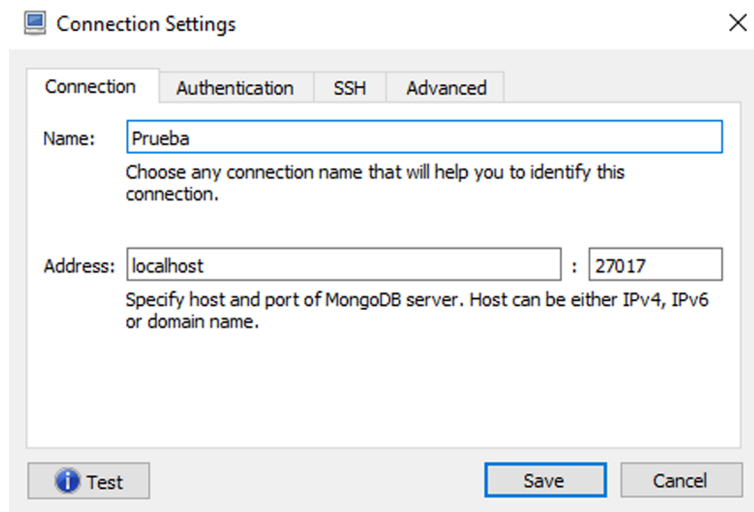 Connection Settings
Connection Authentication SSH Advanced
Name: Prueba
Choose any connection name that will help you to identify this
connection.
Address: localhost : 27017
Specify host and port of MongoDB server. Host can be either IPv4, IPv6
or domain name.
Test Save Cancel